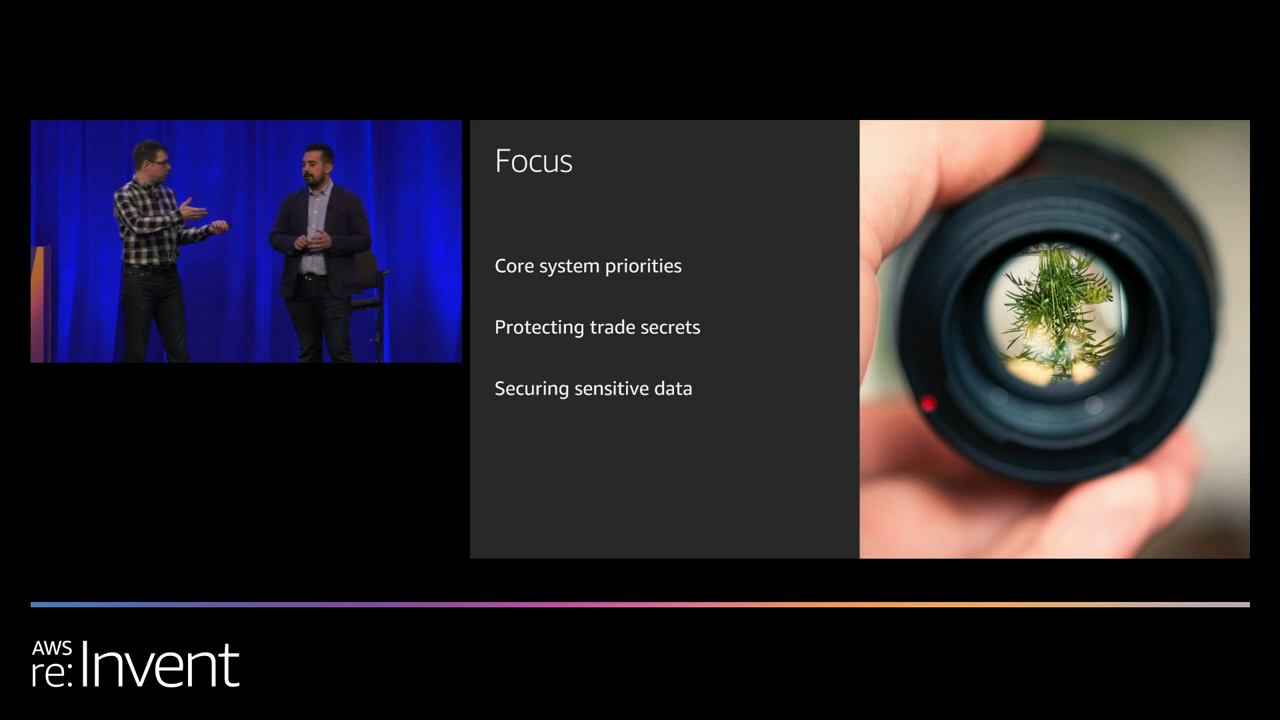 Focus
Core system priorities
Protecting trade secrets
Securing sensitive data
AWS
re:Invent